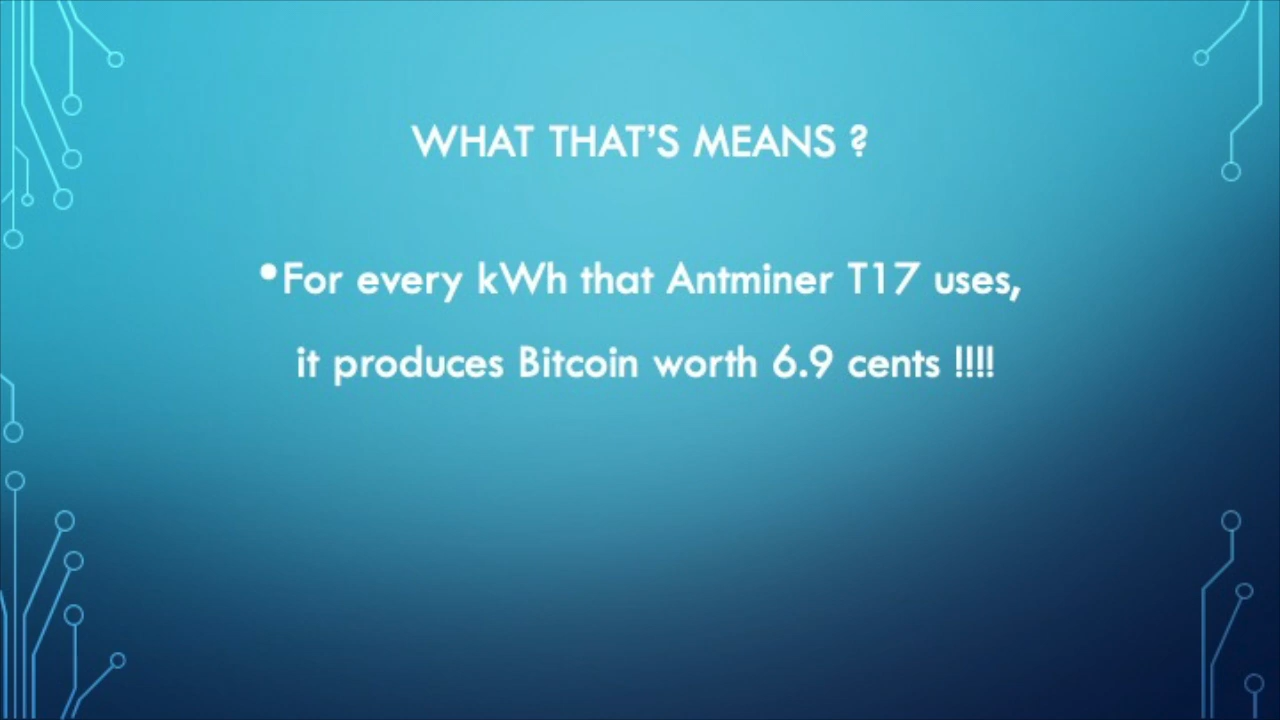 WHAT THAT'S MEANS ?
•For every kWh that Antminer T17 uses,
it produces Bitcoin worth 6.9 cents !!!!